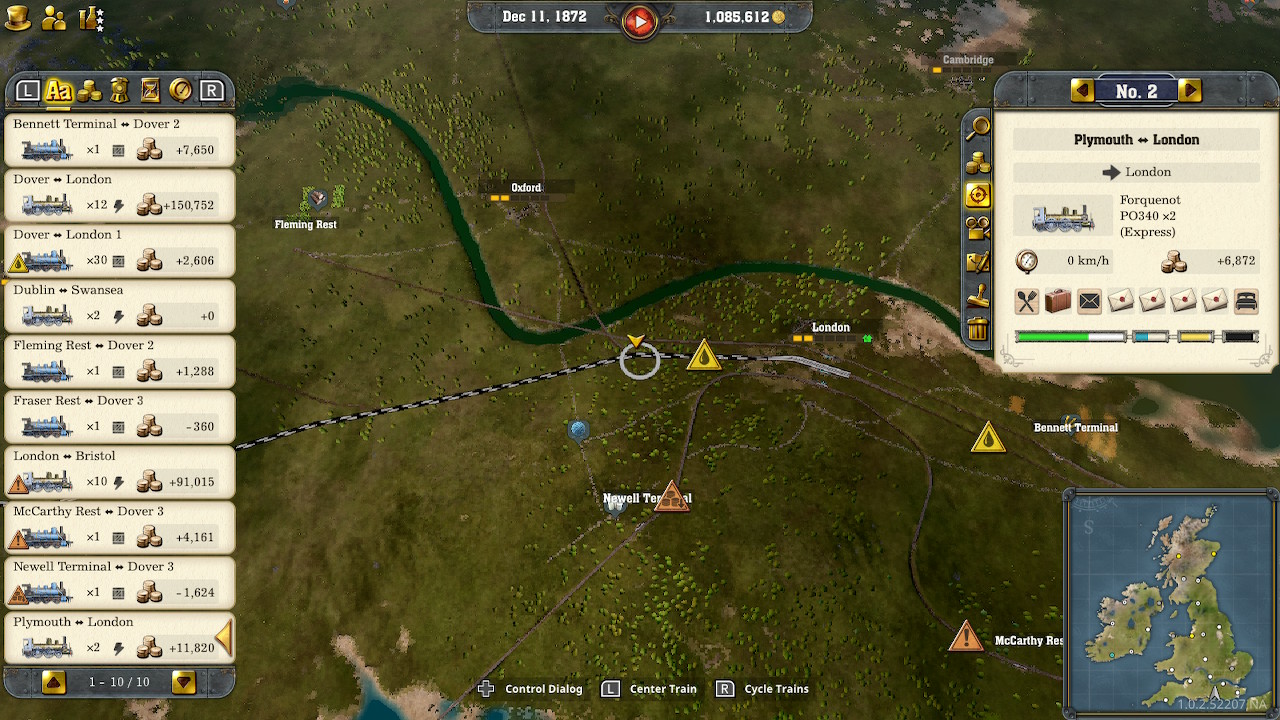 Dec 11, 1872
1,085,612
L Aa R
Bennett Terminal ↔ Dover 2
×1 +7,650
Dover ↔ London
×12 +150,752
Dover ↔ London 1
×30 +2,606
Dublin ↔ Swansea
×2 +0
Fleming Rest ↔ Dover 2
×1 +1,288
Fraser Rest ↔ Dover 3
×1 -360
London ↔ Bristol
×10 +91,015
McCarthy Rest ↔ Dover 3
×1 +4,161
Newell Terminal ↔ Dover 3
×1 -1,624
Plymouth ↔ London
×2 +11,820
1 - 10 / 10
Cambridge
Oxford
Fleming Rest
London
Bennett Terminal
Newell Terminal
McCarthy Res
No. 2
Plymouth ↔ London
London
Forquenot
PO340 ×2
(Express)
0 km/h
+6,872
S
Control Dialog L Center Train R Cycle Trains
1.0.2.52207,NA